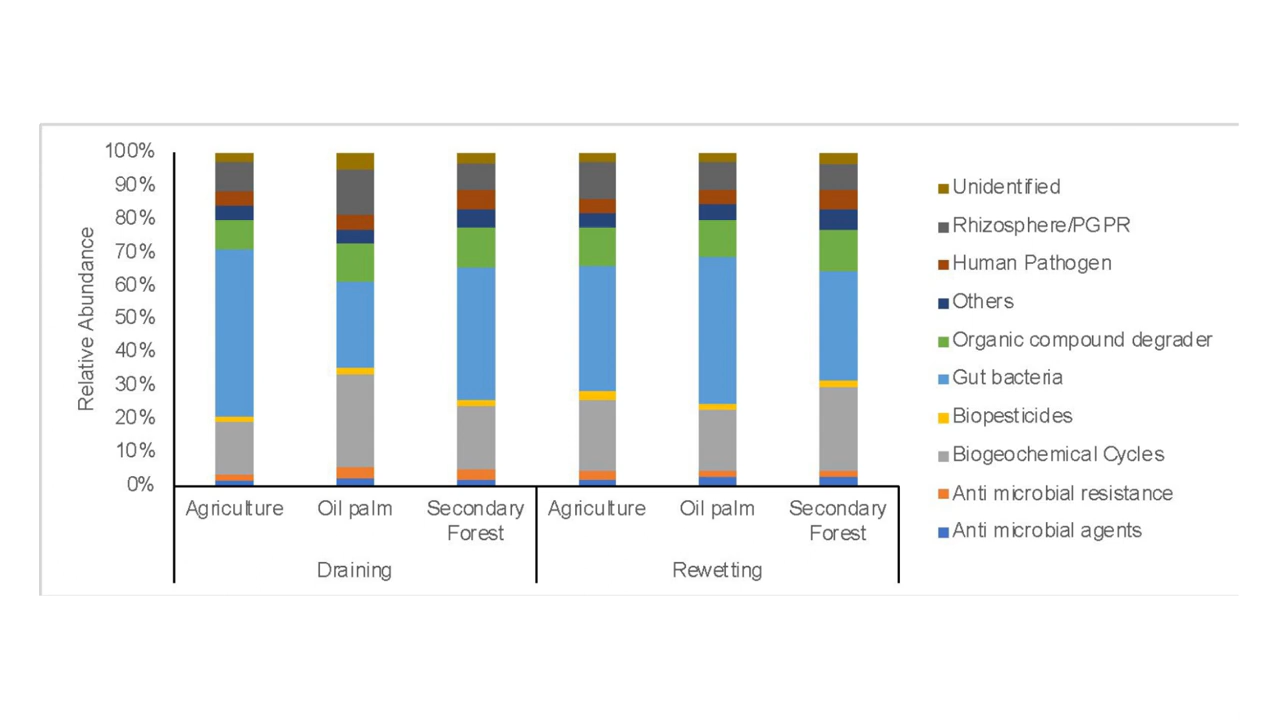 100%
90%
80%
70%
60%
50%
40%
30%
20%
10%
0%
Relative Abundance
Agriculture
Oil palm
Secondary
Forest
Agriculture
Oil palm
Secondary
Forest
Draining
Rewetting
Unidentified
Rhizosphere/PGPR
Human Pathogen
Others
Organic compound degrader
Gut bacteria
Biopesticides
Biogeochemical Cycles
Anti microbial resistance
Anti microbial agents